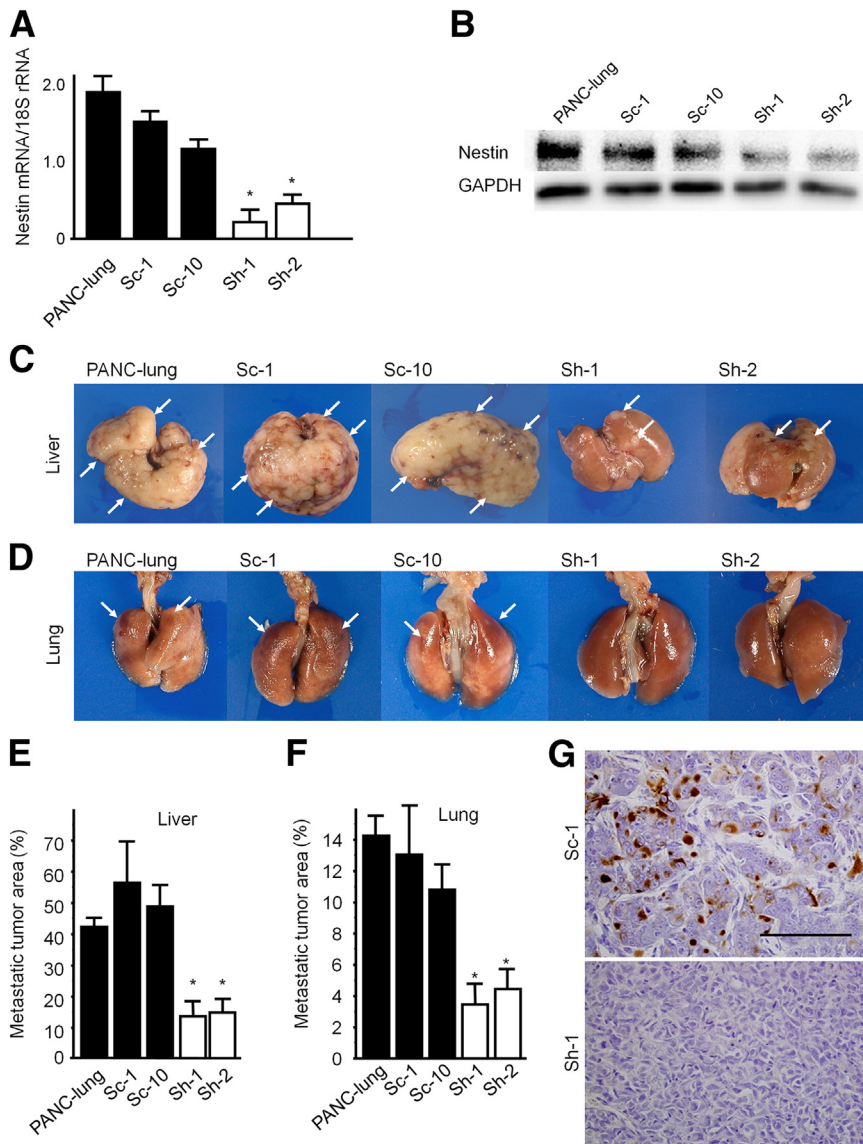 A
Nestin mRNA/18S rRNA
2.0
1.0
0
PANC-lung
Sc-1
Sc-10
Sh-1
Sh-2
*
*
B
PANC-lung
Sc-1
Sc-10
Sh-1
Sh-2
Nestin
GAPDH
C
PANC-lung
Sc-1
Sc-10
Sh-1
Sh-2
Liver
D
PANC-lung
Sc-1
Sc-10
Sh-1
Sh-2
Lung
E
Liver
Metastatic tumor area (%)
70
60
50
40
30
20
10
0
*
*
PANC-lung
Sc-1
Sc-10
Sh-1
Sh-2
F
Lung
Metastatic tumor area (%)
14
12
10
8
6
4
2
0
*
*
PANC-lung
Sc-1
Sc-10
Sh-1
Sh-2
G
Sc-1
Sh-1